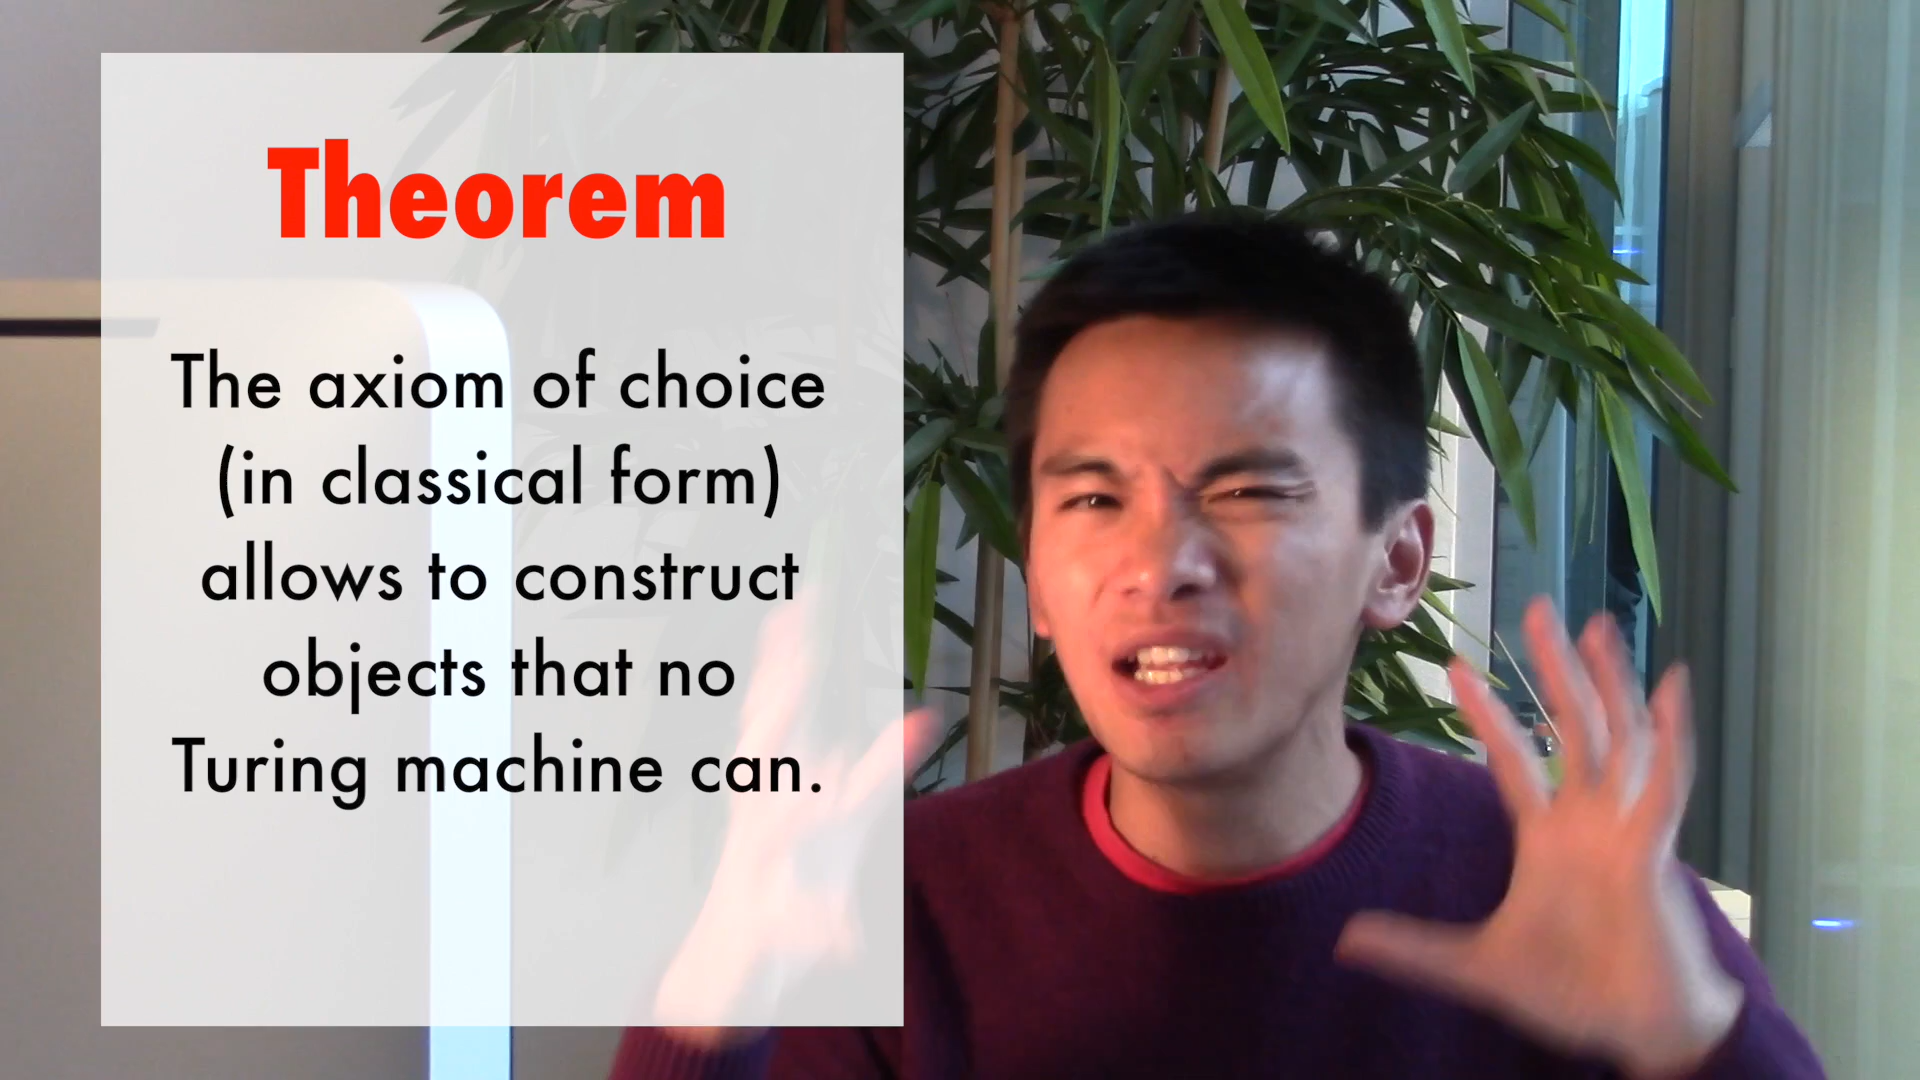 Theorem
The axiom of choice
(in classical form)
allows to construct
objects that no
Turing machine can.